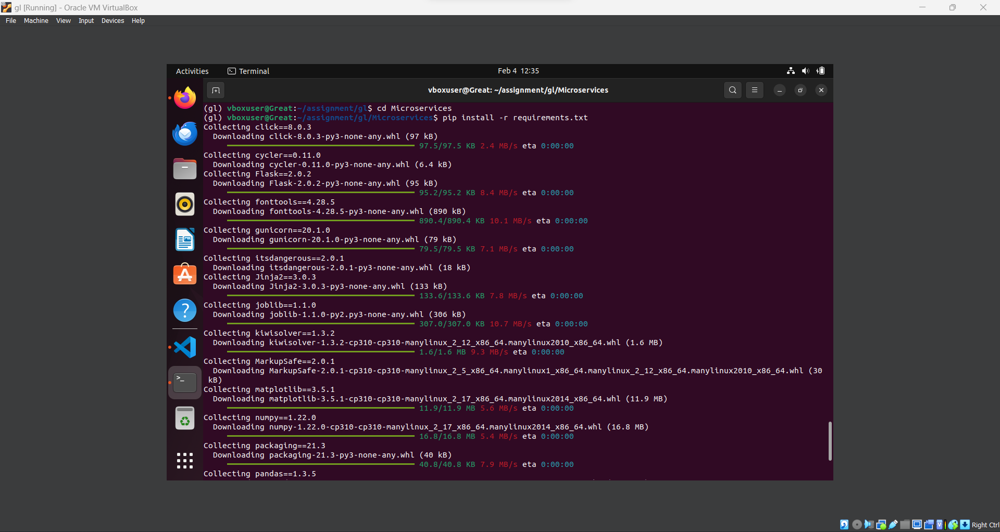 gl [Running] - Oracle VM VirtualBox
File Machine View Input Devices Help
Activities Terminal Feb 4 12:35
vboxuser@Great: ~/assignment/gl/Microservices
(gl) vboxuser@Great:~/assignment/gl$ cd Microservices
(gl) vboxuser@Great:~/assignment/gl/Microservices$ pip install -r requirements.txt
Collecting click==8.0.3
Downloading click-8.0.3-py3-none-any.whl (97 kB)
97.5/97.5 KB 2.4 MB/s eta 0:00:00
Collecting cycler==0.11.0
Downloading cycler-0.11.0-py3-none-any.whl (6.4 kB)
Collecting Flask==2.0.2
Downloading Flask-2.0.2-py3-none-any.whl (95 kB)
95.2/95.2 KB 8.4 MB/s eta 0:00:00
Collecting fonttools==4.28.5
Downloading fonttools-4.28.5-py3-none-any.whl (890 kB)
890.4/890.4 KB 10.1 MB/s eta 0:00:00
Collecting gunicorn==20.1.0
Downloading gunicorn-20.1.0-py3-none-any.whl (79 kB)
79.5/79.5 KB 7.1 MB/s eta 0:00:00
Collecting itsdangerous==2.0.1
Downloading itsdangerous-2.0.1-py3-none-any.whl (18 kB)
Collecting Jinja2==3.0.3
Downloading Jinja2-3.0.3-py3-none-any.whl (133 kB)
133.6/133.6 KB 7.8 MB/s eta 0:00:00
Collecting joblib==1.1.0
Downloading joblib-1.1.0-py2.py3-none-any.whl (306 kB)
307.0/307.0 KB 10.7 MB/s eta 0:00:00
Collecting kiwisolver==1.3.2
Downloading kiwisolver-1.3.2-cp310-cp310-manylinux_2_12_x86_64.manylinux2010_x86_64.whl (1.6 MB)
1.6/1.6 MB 9.3 MB/s eta 0:00:00
Collecting MarkupSafe==2.0.1
Downloading MarkupSafe-2.0.1-cp310-cp310-manylinux_2_5_x86_64.manylinux1_x86_64.manylinux_2_12_x86_64.manylinux2010_x86_64.whl (30
kB)
Collecting matplotlib==3.5.1
Downloading matplotlib-3.5.1-cp310-cp310-manylinux_2_17_x86_64.manylinux2014_x86_64.whl (11.9 MB)
11.9/11.9 MB 5.6 MB/s eta 0:00:00
Collecting numpy==1.22.0
Downloading numpy-1.22.0-cp310-cp310-manylinux_2_17_x86_64.manylinux2014_x86_64.whl (16.8 MB)
16.8/16.8 MB 5.4 MB/s eta 0:00:00
Collecting packaging==21.3
Downloading packaging-21.3-py3-none-any.whl (40 kB)
40.8/40.8 KB 7.9 MB/s eta 0:00:00
Collecting pandas==1.3.5
Right Ctrl